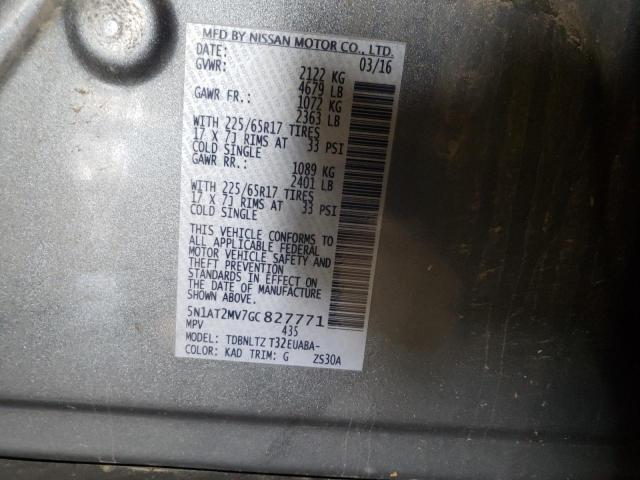 MFD BY NISSAN MOTOR CO., LTD.
DATE: 03/16
GVWR: 2122 KG
4679 LB
GAWR FR.: 1072 KG
2363 LB
WITH 225/65R17 TIRES
17 X 7J RIMS AT 33 PSI
COLD SINGLE
GAWR RR.: 1089 KG
2401 LB
WITH 225/65R17 TIRES
17 X 7J RIMS AT 33 PSI
COLD SINGLE
THIS VEHICLE CONFORMS TO
ALL APPLICABLE FEDERAL
MOTOR VEHICLE SAFETY AND
THEFT PREVENTION
STANDARDS IN EFFECT ON
THE DATE OF MANUFACTURE
SHOWN ABOVE.
5N1AT2MV7GC827771
MPV 435
MODEL: TDBNLTZ T32EUABA-
COLOR: KAD TRIM: G ZS30A